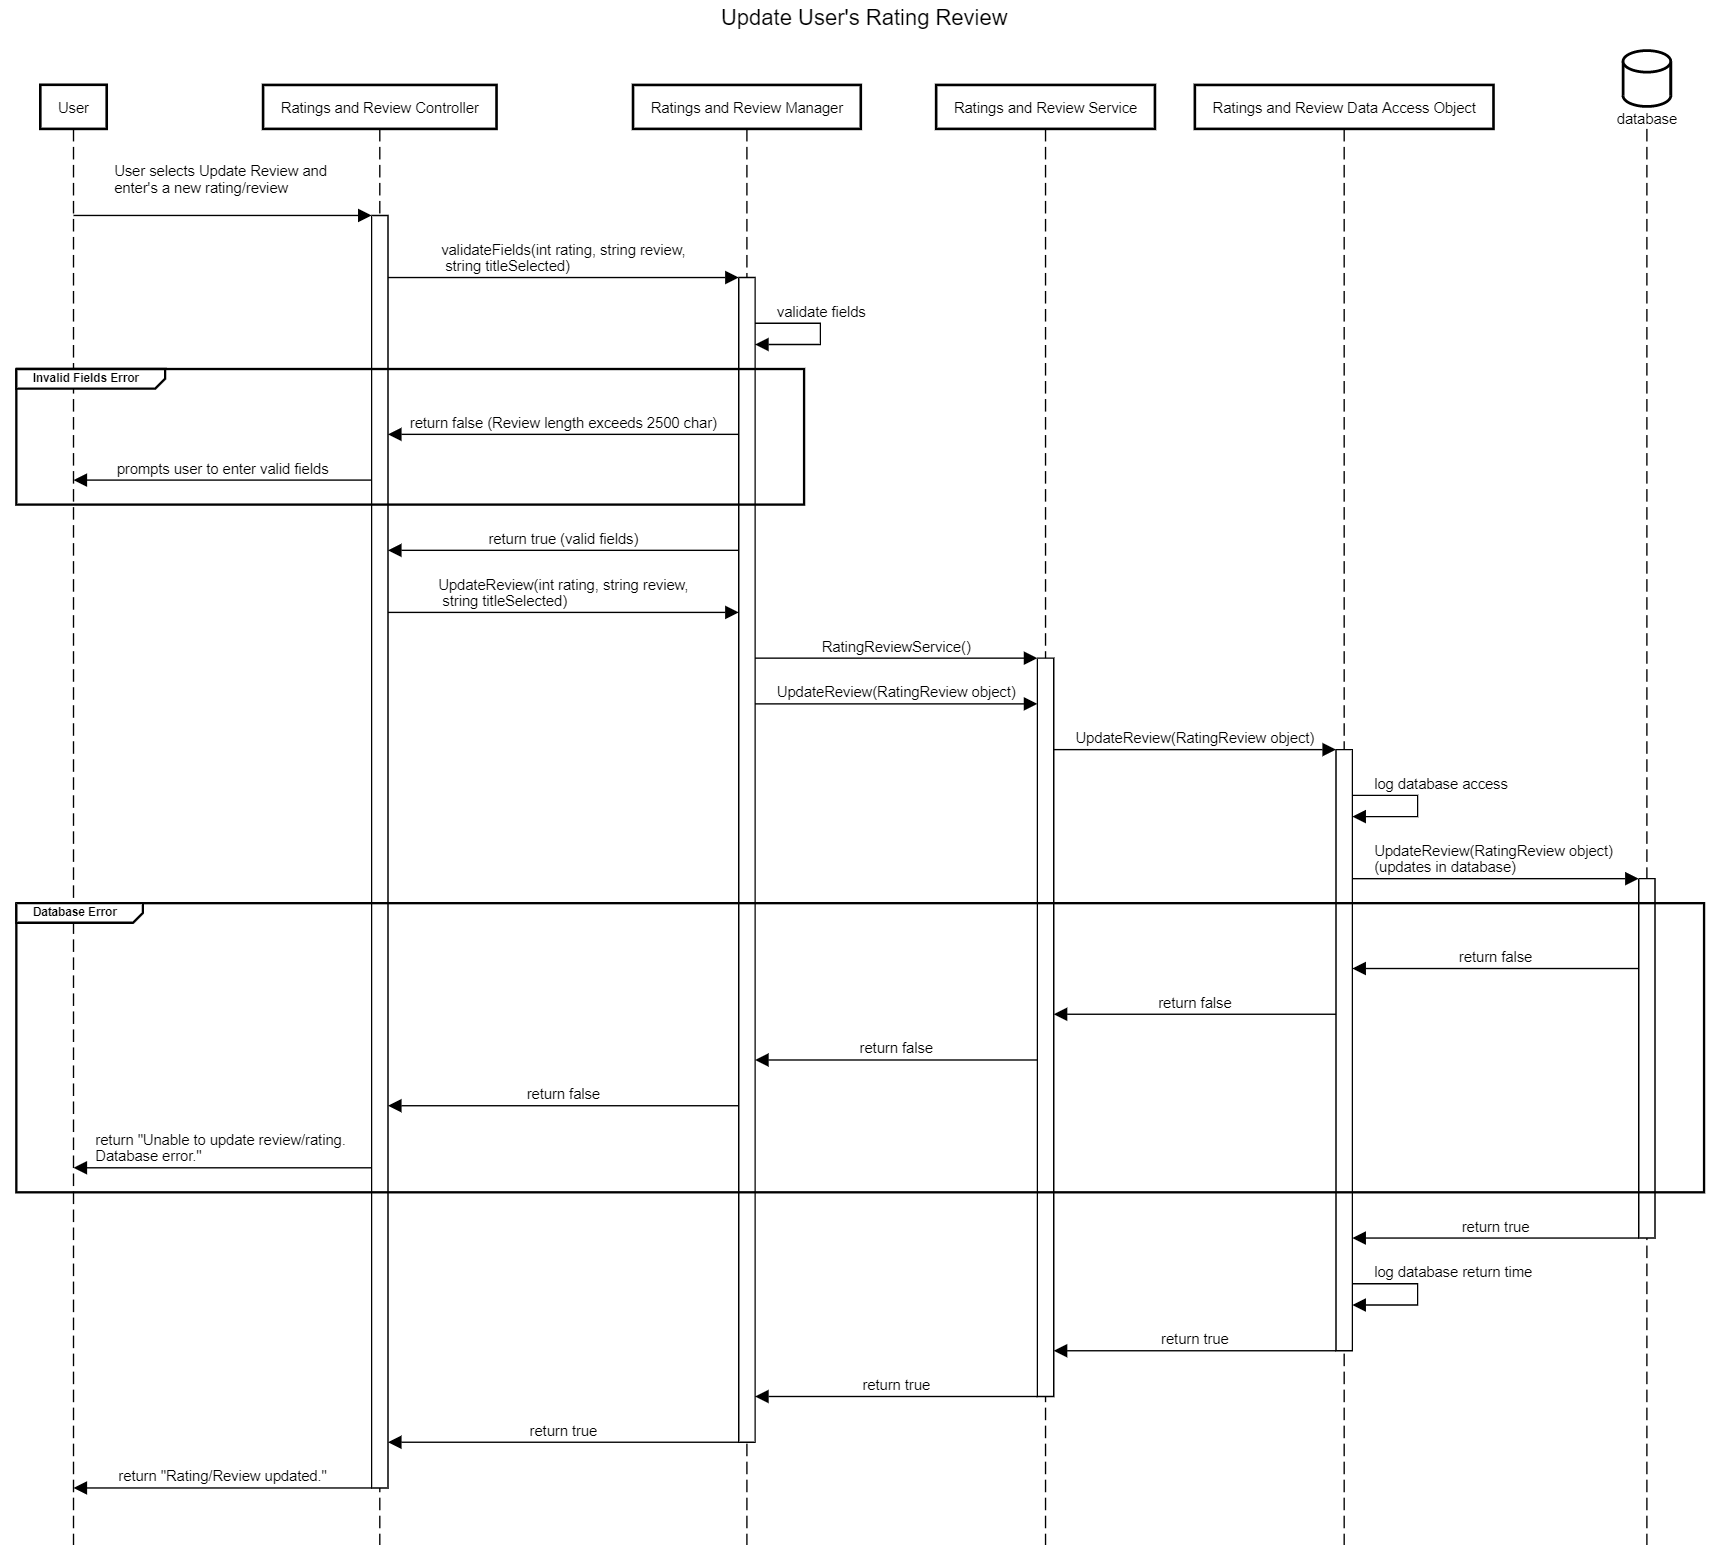 Update User's Rating Review
User
Ratings and Review Controller
Ratings and Review Manager
Ratings and Review Service
Ratings and Review Data Access Object
database
User selects Update Review and
enter's a new rating/review
validateFields(int rating, string review,
string titleSelected)
validate fields
Invalid Fields Error
return false (Review length exceeds 2500 char)
prompts user to enter valid fields
return true (valid fields)
UpdateReview(int rating, string review,
string titleSelected)
RatingReviewService()
UpdateReview(RatingReview object)
UpdateReview(RatingReview object)
log database access
UpdateReview(RatingReview object)
(updates in database)
Database Error
return false
return false
return false
return false
return "Unable to update review/rating.
Database error."
return true
log database return time
return true
return true
return true
return "Rating/Review updated."